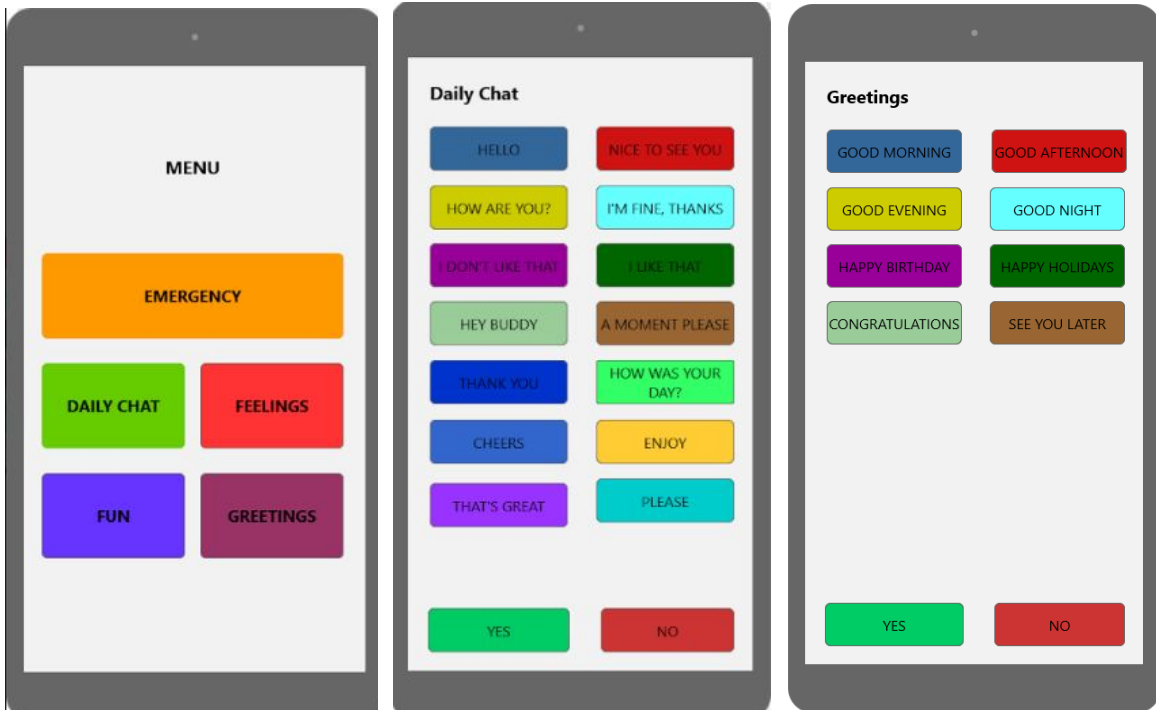 MENU
EMERGENCY
DAILY CHAT
FEELINGS
FUN
GREETINGS
Daily Chat
HELLO
NICE TO SEE YOU
HOW ARE YOU?
I'M FINE, THANKS
I DON'T LIKE THAT
I LIKE THAT
HEY BUDDY
A MOMENT PLEASE
THANK YOU
HOW WAS YOUR
DAY?
CHEERS
ENJOY
THAT'S GREAT
PLEASE
YES
NO
Greetings
GOOD MORNING
GOOD AFTERNOON
GOOD EVENING
GOOD NIGHT
HAPPY BIRTHDAY
HAPPY HOLIDAYS
CONGRATULATIONS
SEE YOU LATER
YES
NO